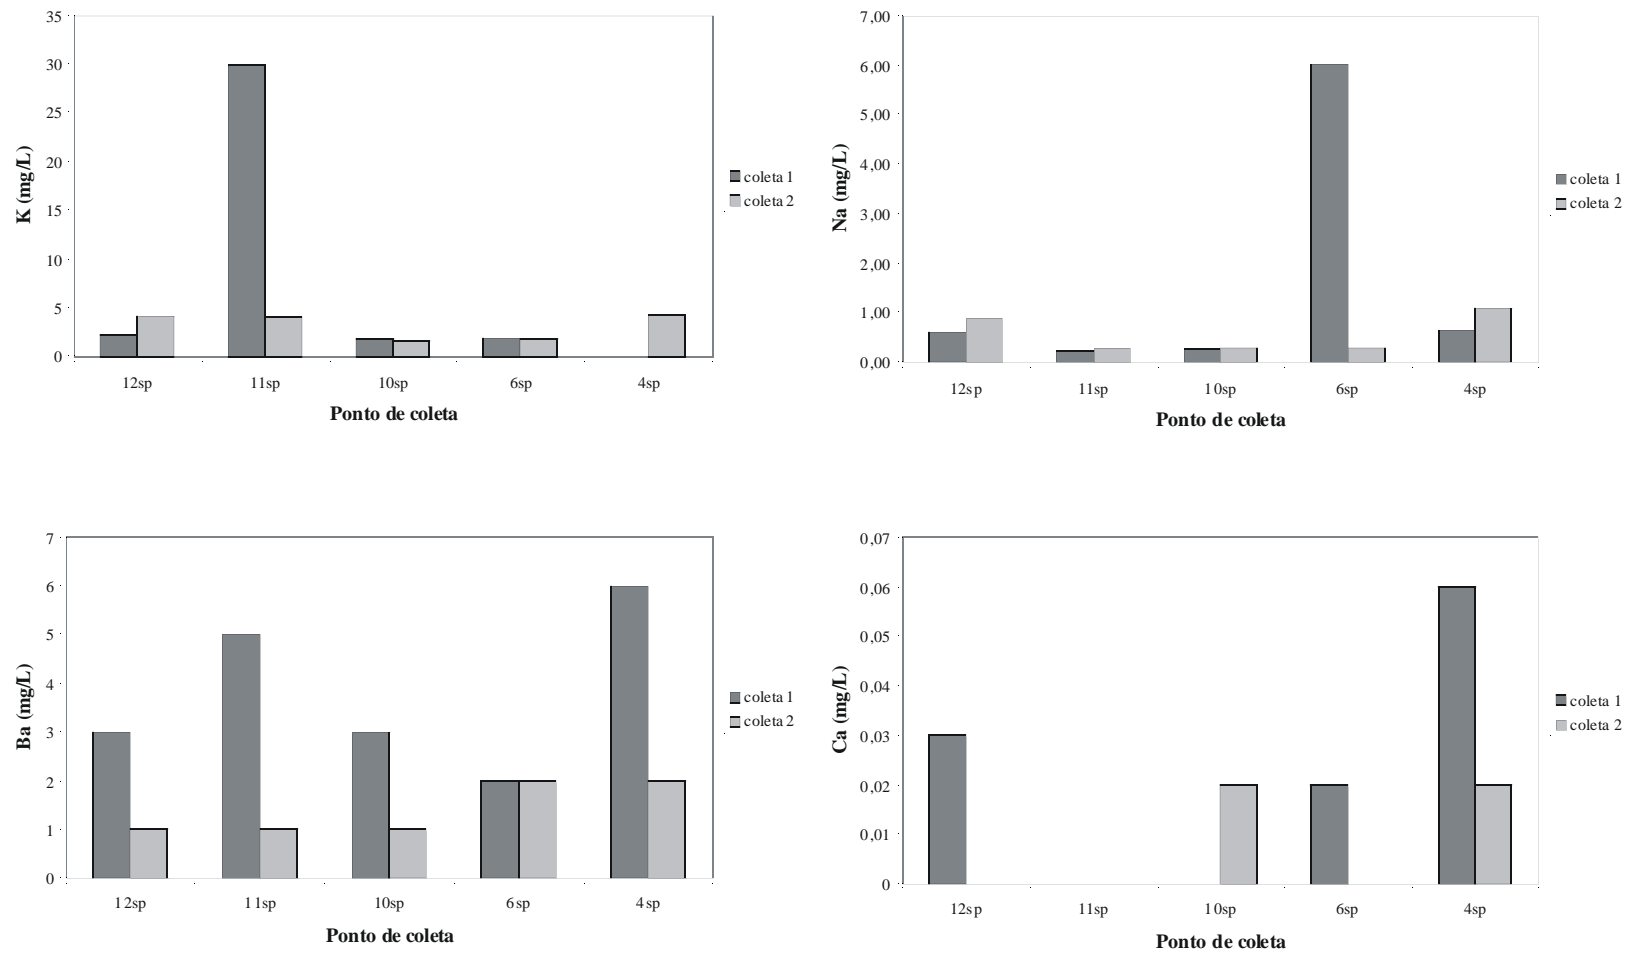 35
30
25
20
15
10
5
0
K (mg/L)
12sp
11sp
10sp
6sp
4sp
Ponto de coleta
coleta 1
coleta 2
7,00
6,00
5,00
4,00
3,00
2,00
1,00
0,00
Na (mg/L)
12sp
11sp
10sp
6sp
4sp
Ponto de coleta
coleta 1
coleta 2
7
6
5
4
3
2
1
0
Ba (mg/L)
12sp
11sp
10sp
6sp
4sp
Ponto de coleta
coleta 1
coleta 2
0,07
0,06
0,05
0,04
0,03
0,02
0,01
0
Ca (mg/L)
12sp
11sp
10sp
6sp
4sp
Ponto de coleta
coleta 1
coleta 2